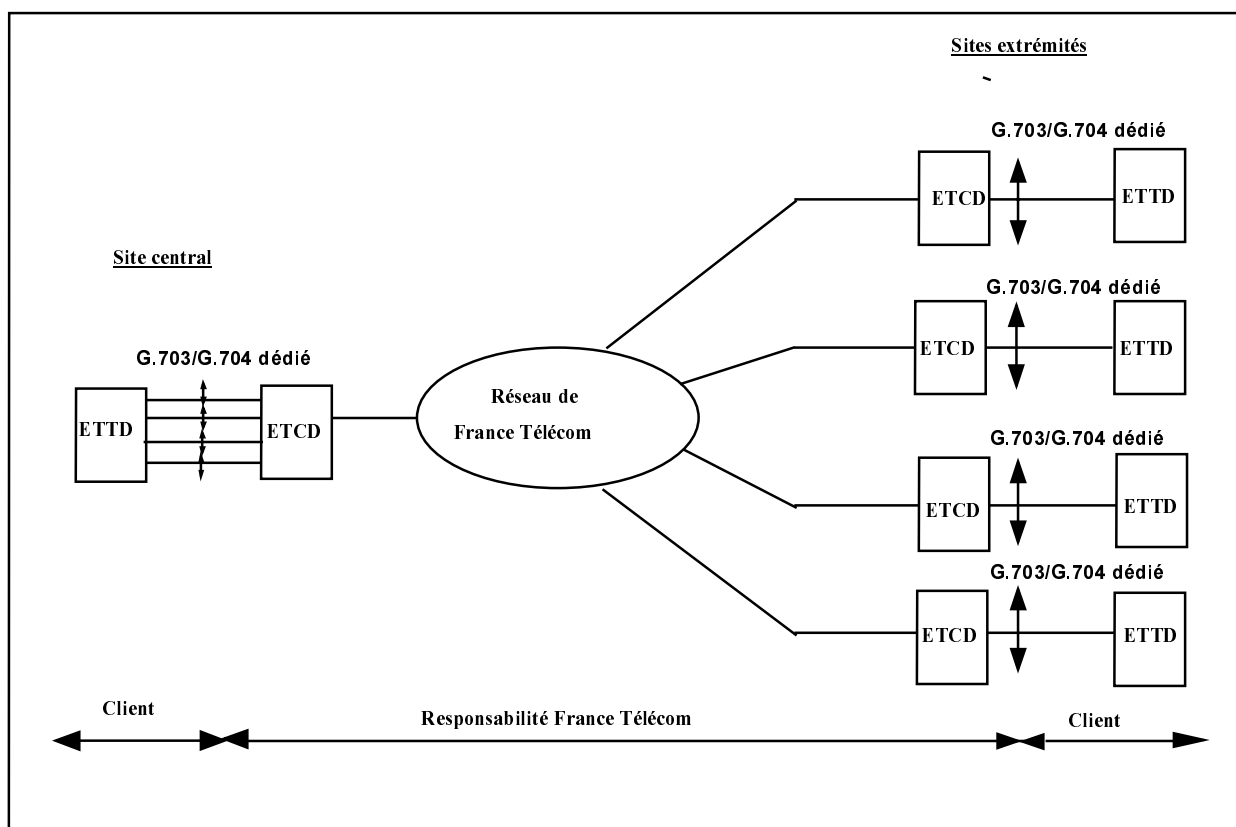 Sites extrémités
G.703/G.704 dédié
ETCD
ETTD
Site central
G.703/G.704 dédié
ETCD
ETTD
G.703/G.704 dédié
ETTD
ETCD
Réseau de
France Télécom
G.703/G.704 dédié
ETCD
ETTD
G.703/G.704 dédié
ETCD
ETTD
Client
Responsabilité France Télécom
Client